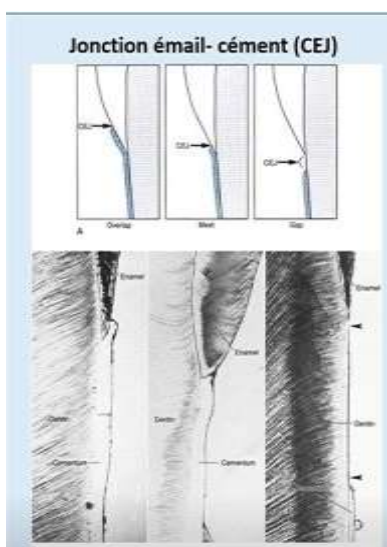 Jonction émail- cément (CEJ)
CEJ
CEJ
CEJ
Overlap
Meet
Gap
A
Enamel
Enamel
Enamel
Dentin
Dentin
Dentin
Cementum
Cementum